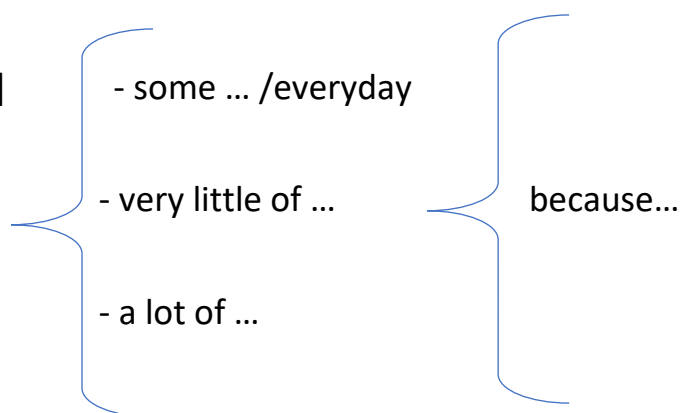 - some … /everyday
- very little of …
because…
- a lot of …